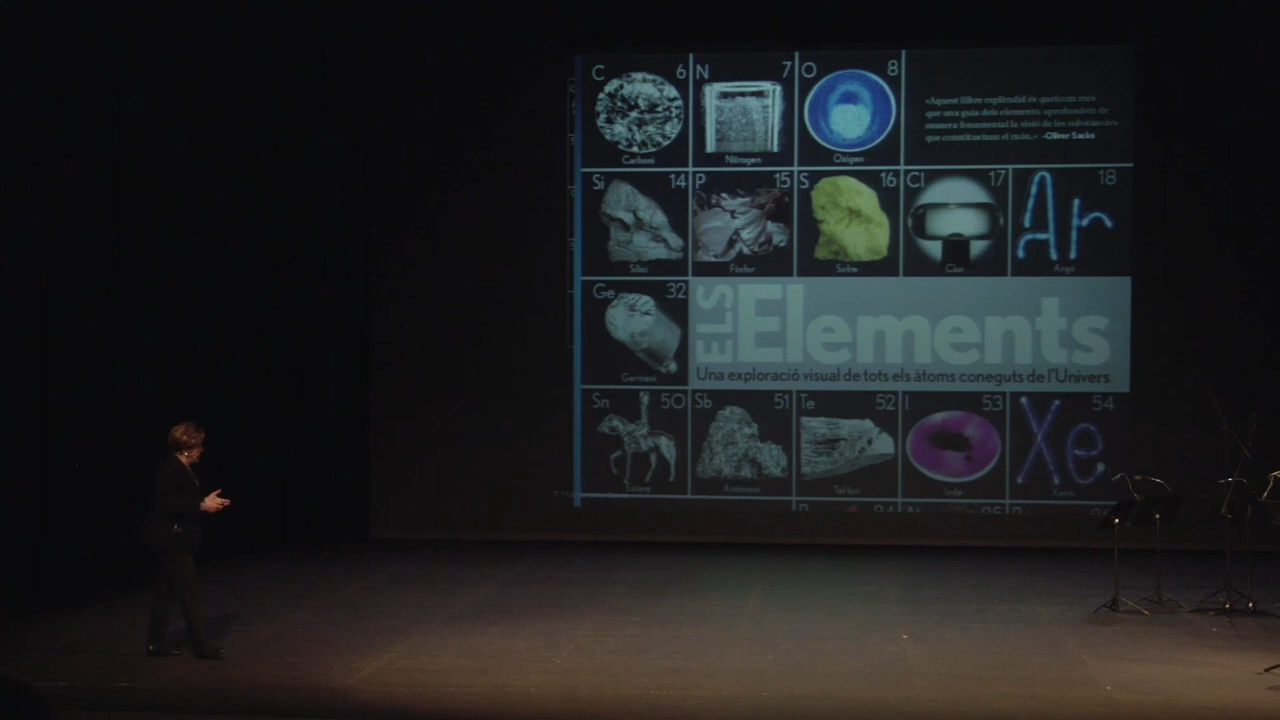 C 6 N 7 O 8
Carboni Nitrogen Oxigen
«Aquest llibre esplèndid és quelcom més
que una guia dels elements: aprofundeix de
manera fonamental la visió de les substàncies
que constitueixen el món.» -Oliver Sacks
Si 14 P 15 S 16 Cl 17 Ar 18
Silici Fòsfor Sofre Clor Argó
Ge 32
Germani
ELS Elements
Una exploració visual de tots els àtoms coneguts de l'Univers
Sn 50 Sb 51 Te 52 I 53 Xe 54
Estany Antimoni Tel·luri Iode Xenó
84 85